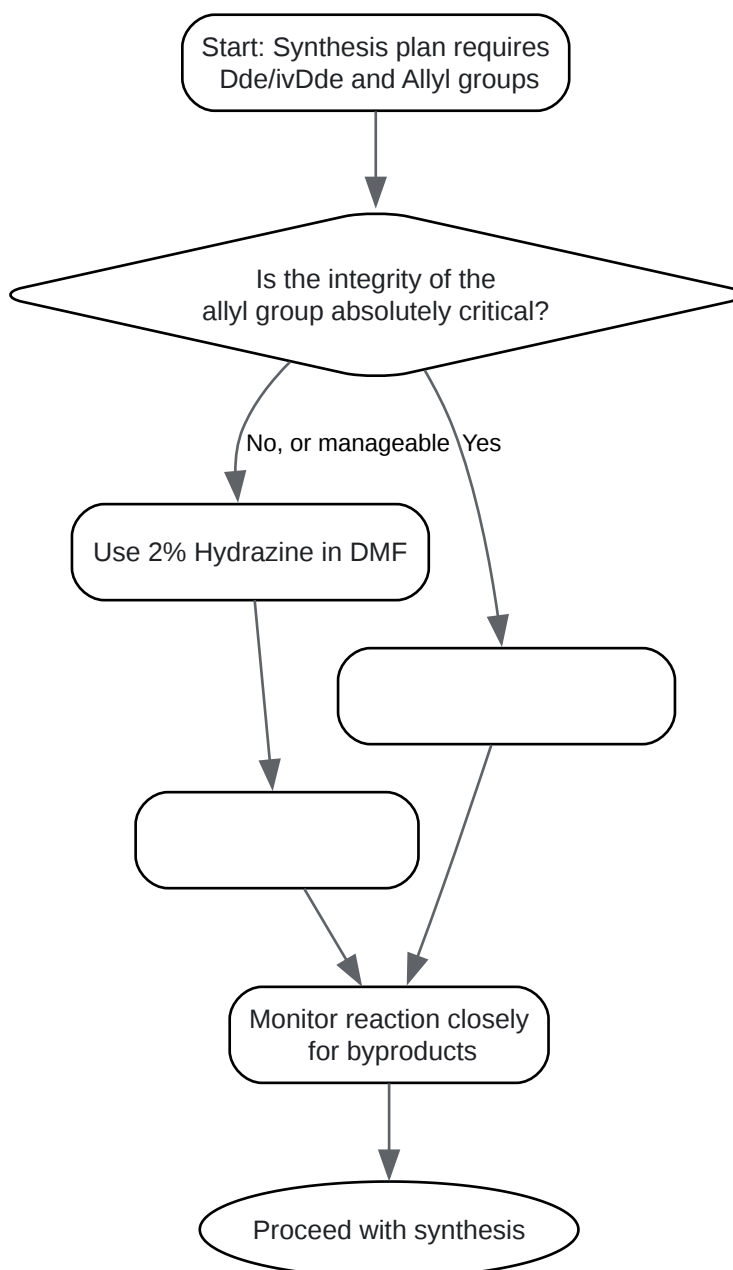 Start: Synthesis plan requires
Dde/ivDde and Allyl groups
Is the integrity of the
allyl group absolutely critical?
No, or manageable
Yes
Use 2% Hydrazine in DMF
Monitor reaction closely
for byproducts
Proceed with synthesis